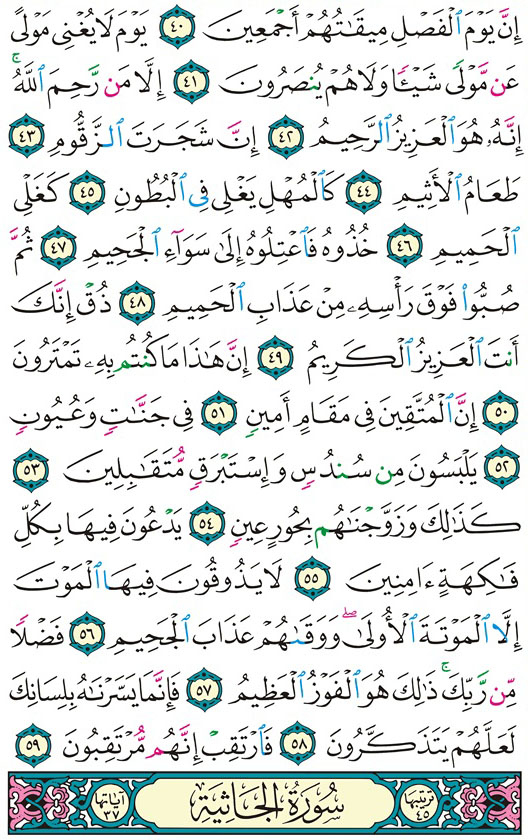 إِنَّ يَوْمَ ٱلْفَصْلِ مِيقَٰتُهُمْ أَجْمَعِينَ ٤٠ يَوْمَ لَا يُغْنِى مَوْلًى
عَن مَّوْلًى شَيْـًٔا وَلَا هُمْ يُنصَرُونَ ٤١ إِلَّا مَن رَّحِمَ ٱللَّهُ ۚ
إِنَّهُۥ هُوَ ٱلْعَزِيزُ ٱلرَّحِيمُ ٤٢ إِنَّ شَجَرَتَ ٱلزَّقُّومِ ٤٣
طَعَامُ ٱلْأَثِيمِ ٤٤ كَٱلْمُهْلِ يَغْلِى فِى ٱلْبُطُونِ ٤٥ كَغَلْىِ
ٱلْحَمِيمِ ٤٦ خُذُوهُ فَٱعْتِلُوهُ إِلَىٰ سَوَآءِ ٱلْجَحِيمِ ٤٧ ثُمَّ
صُبُّوا۟ فَوْقَ رَأْسِهِۦ مِنْ عَذَابِ ٱلْحَمِيمِ ٤٨ ذُقْ إِنَّكَ
أَنتَ ٱلْعَزِيزُ ٱلْكَرِيمُ ٤٩ إِنَّ هَٰذَا مَا كُنتُم بِهِۦ تَمْتَرُونَ
٥٠ إِنَّ ٱلْمُتَّقِينَ فِى مَقَامٍ أَمِينٍ ٥١ فِى جَنَّٰتٍ وَعُيُونٍ
٥٢ يَلْبَسُونَ مِن سُندُسٍ وَإِسْتَبْرَقٍ مُّتَقَٰبِلِينَ ٥٣
كَذَٰلِكَ وَزَوَّجْنَٰهُم بِحُورٍ عِينٍ ٥٤ يَدْعُونَ فِيهَا بِكُلِّ
فَٰكِهَةٍ ءَامِنِينَ ٥٥ لَا يَذُوقُونَ فِيهَا ٱلْمَوْتَ
إِلَّا ٱلْمَوْتَةَ ٱلْأُولَىٰ ۖ وَوَقَىٰهُمْ عَذَابَ ٱلْجَحِيمِ ٥٦ فَضْلًا
مِّن رَّبِّكَ ۚ ذَٰلِكَ هُوَ ٱلْفَوْزُ ٱلْعَظِيمُ ٥٧ فَإِنَّمَا يَسَّرْنَٰهُ بِلِسَانِكَ
لَعَلَّهُمْ يَتَذَكَّرُونَ ٥٨ فَٱرْتَقِبْ إِنَّهُم مُّرْتَقِبُونَ ٥٩
ترتيبها ٤٥ سُورَةُ الجَاثِيَةِ آياتها ٣٧